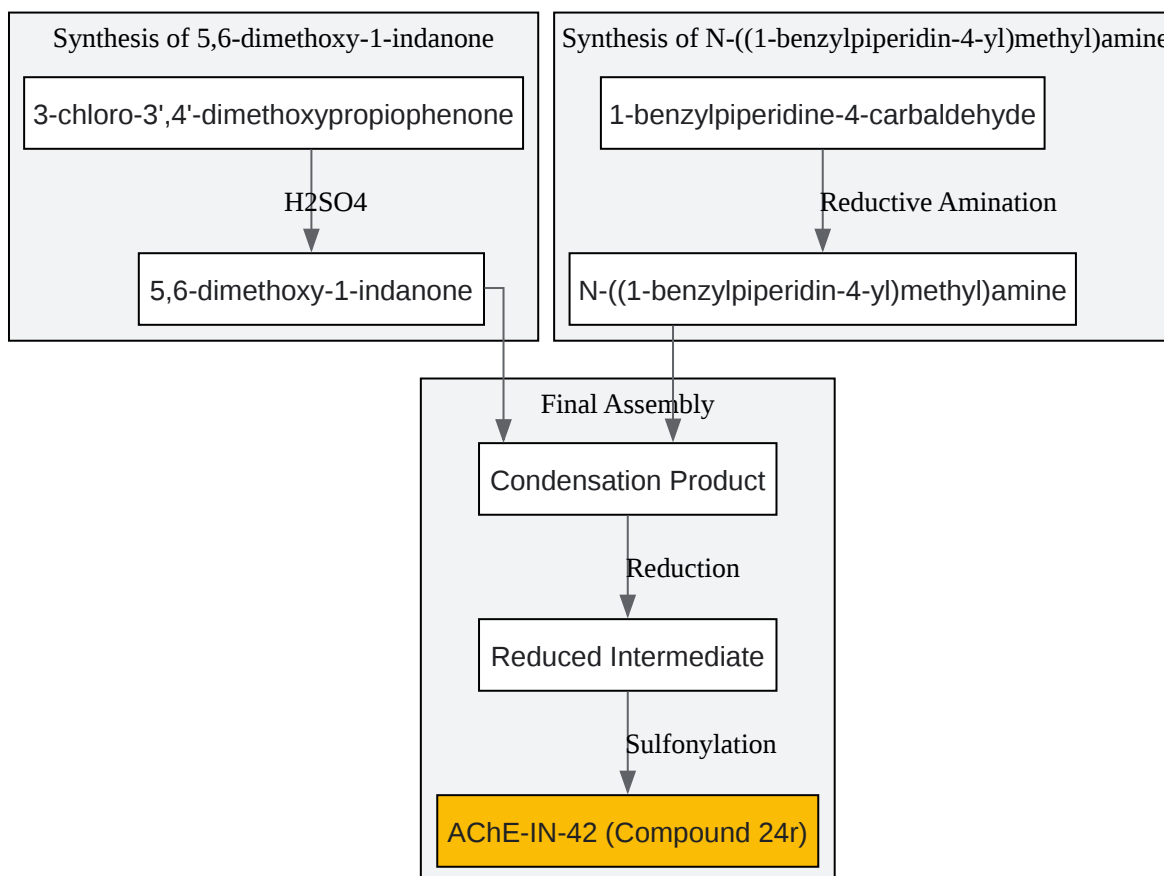 Synthesis of 5,6-dimethoxy-1-indanone
3-chloro-3',4'-dimethoxypropiophenone
H2SO4
5,6-dimethoxy-1-indanone
Synthesis of N-((1-benzylpiperidin-4-yl)methyl)amine
1-benzylpiperidine-4-carbaldehyde
Reductive Amination
N-((1-benzylpiperidin-4-yl)methyl)amine
Final Assembly
Condensation Product
Reduction
Reduced Intermediate
Sulfonylation
AChE-IN-42 (Compound 24r)